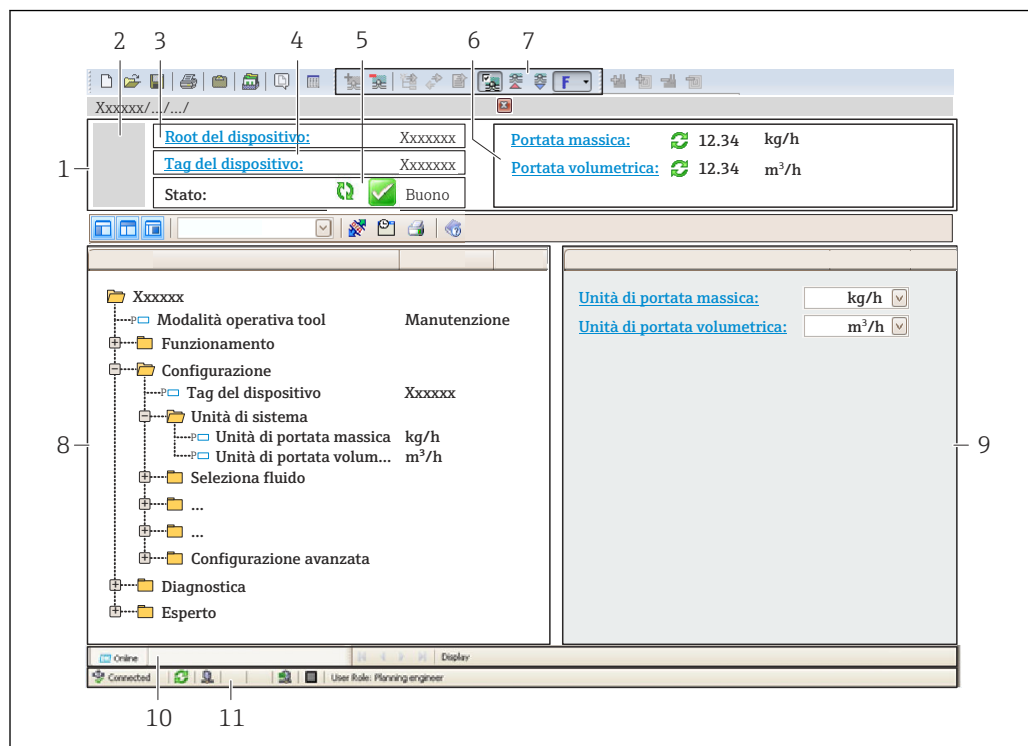 2 3 4 5 6 7
F
Xxxxxx/.../.../
1
Root del dispositivo: Xxxxxxx
Tag del dispositivo: Xxxxxxx
Stato: Buono
Portata massica: 12.34 kg/h
Portata volumetrica: 12.34 m³/h
Xxxxxx
Modalità operativa tool Manutenzione
Funzionamento
Configurazione
Tag del dispositivo Xxxxxx
Unità di sistema
Unità di portata massica kg/h
Unità di portata volum... m³/h
Seleziona fluido
...
...
Configurazione avanzata
Diagnostica
Esperto
8
Unità di portata massica: kg/h
Unità di portata volumetrica: m³/h
9
Online Display
Connected User Role: Planning engineer
10 11